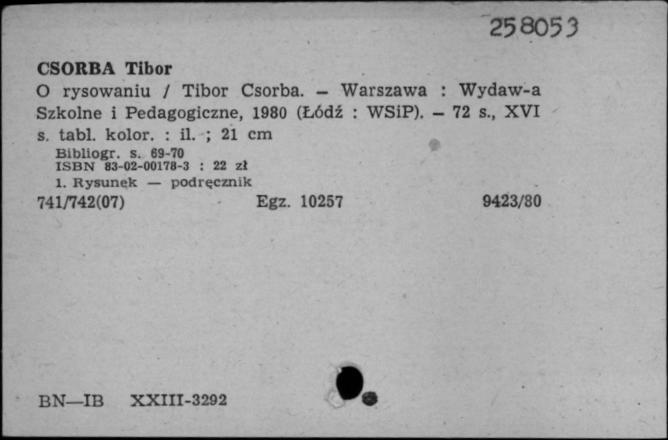 258053
CSORBA Tibor
O rysowaniu / Tibor Csorba. — Warszawa : Wydaw-a
Szkolne i Pedagogiczne, 1980 (Łódź : WSiP). — 72 s., XVI
s. tabl. kolor. : il. ; 21 cm
Bibliogr. s. 69-70
ISBN 83-02-00178-3 : 22 zł
1. Rysunek — podręcznik
741/742(07) Egz. 10257 9423/80
BN—IB XXIII-3292